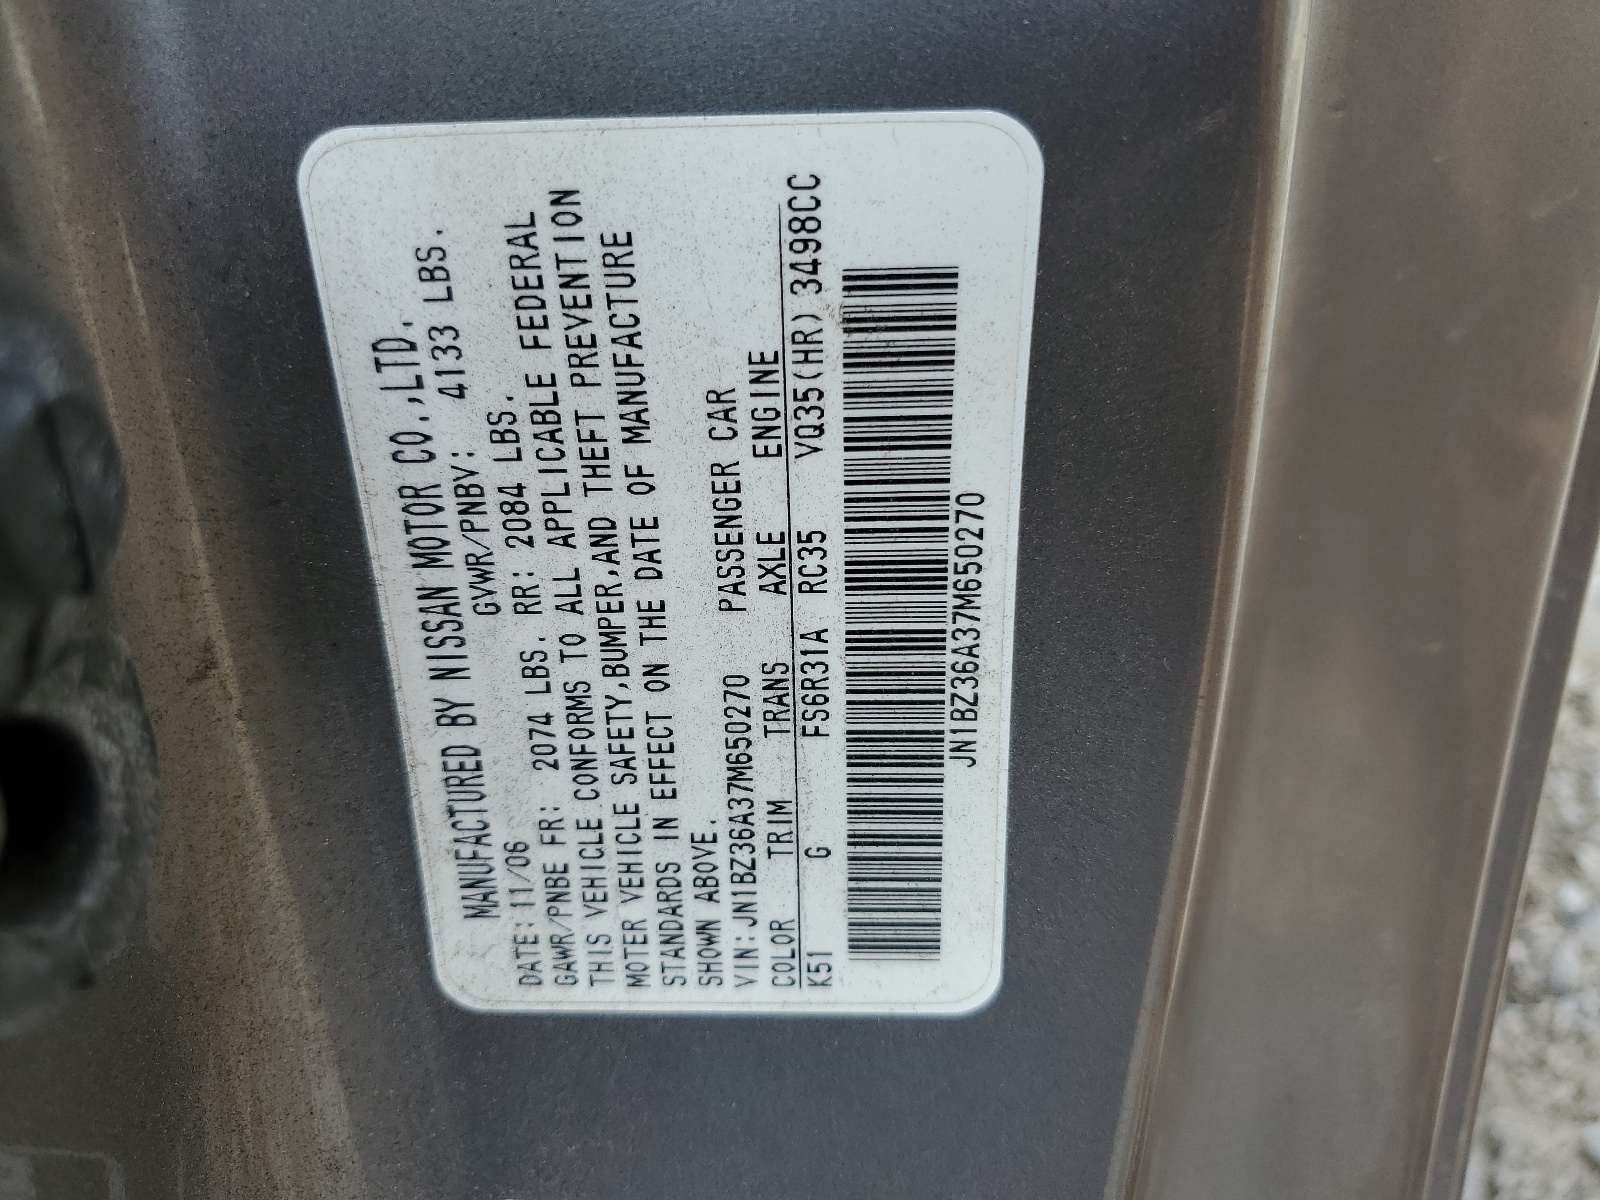 MANUFACTURED BY NISSAN MOTOR CO.,LTD.
DATE: 11/06 GVWR/PNBV: 4133 LBS.
GAWR/PNBE FR: 2074 LBS. RR: 2084 LBS.
THIS VEHICLE CONFORMS TO ALL APPLICABLE FEDERAL
MOTER VEHICLE SAFETY,BUMPER,AND THEFT PREVENTION
STANDARDS IN EFFECT ON THE DATE OF MANUFACTURE
SHOWN ABOVE.
VIN: JN1BZ36A37M650270 PASSENGER CAR
COLOR TRIM TRANS AXLE ENGINE
K51 G FS6R31A RC35 VQ35(HR) 3498CC
JN1BZ36A37M650270